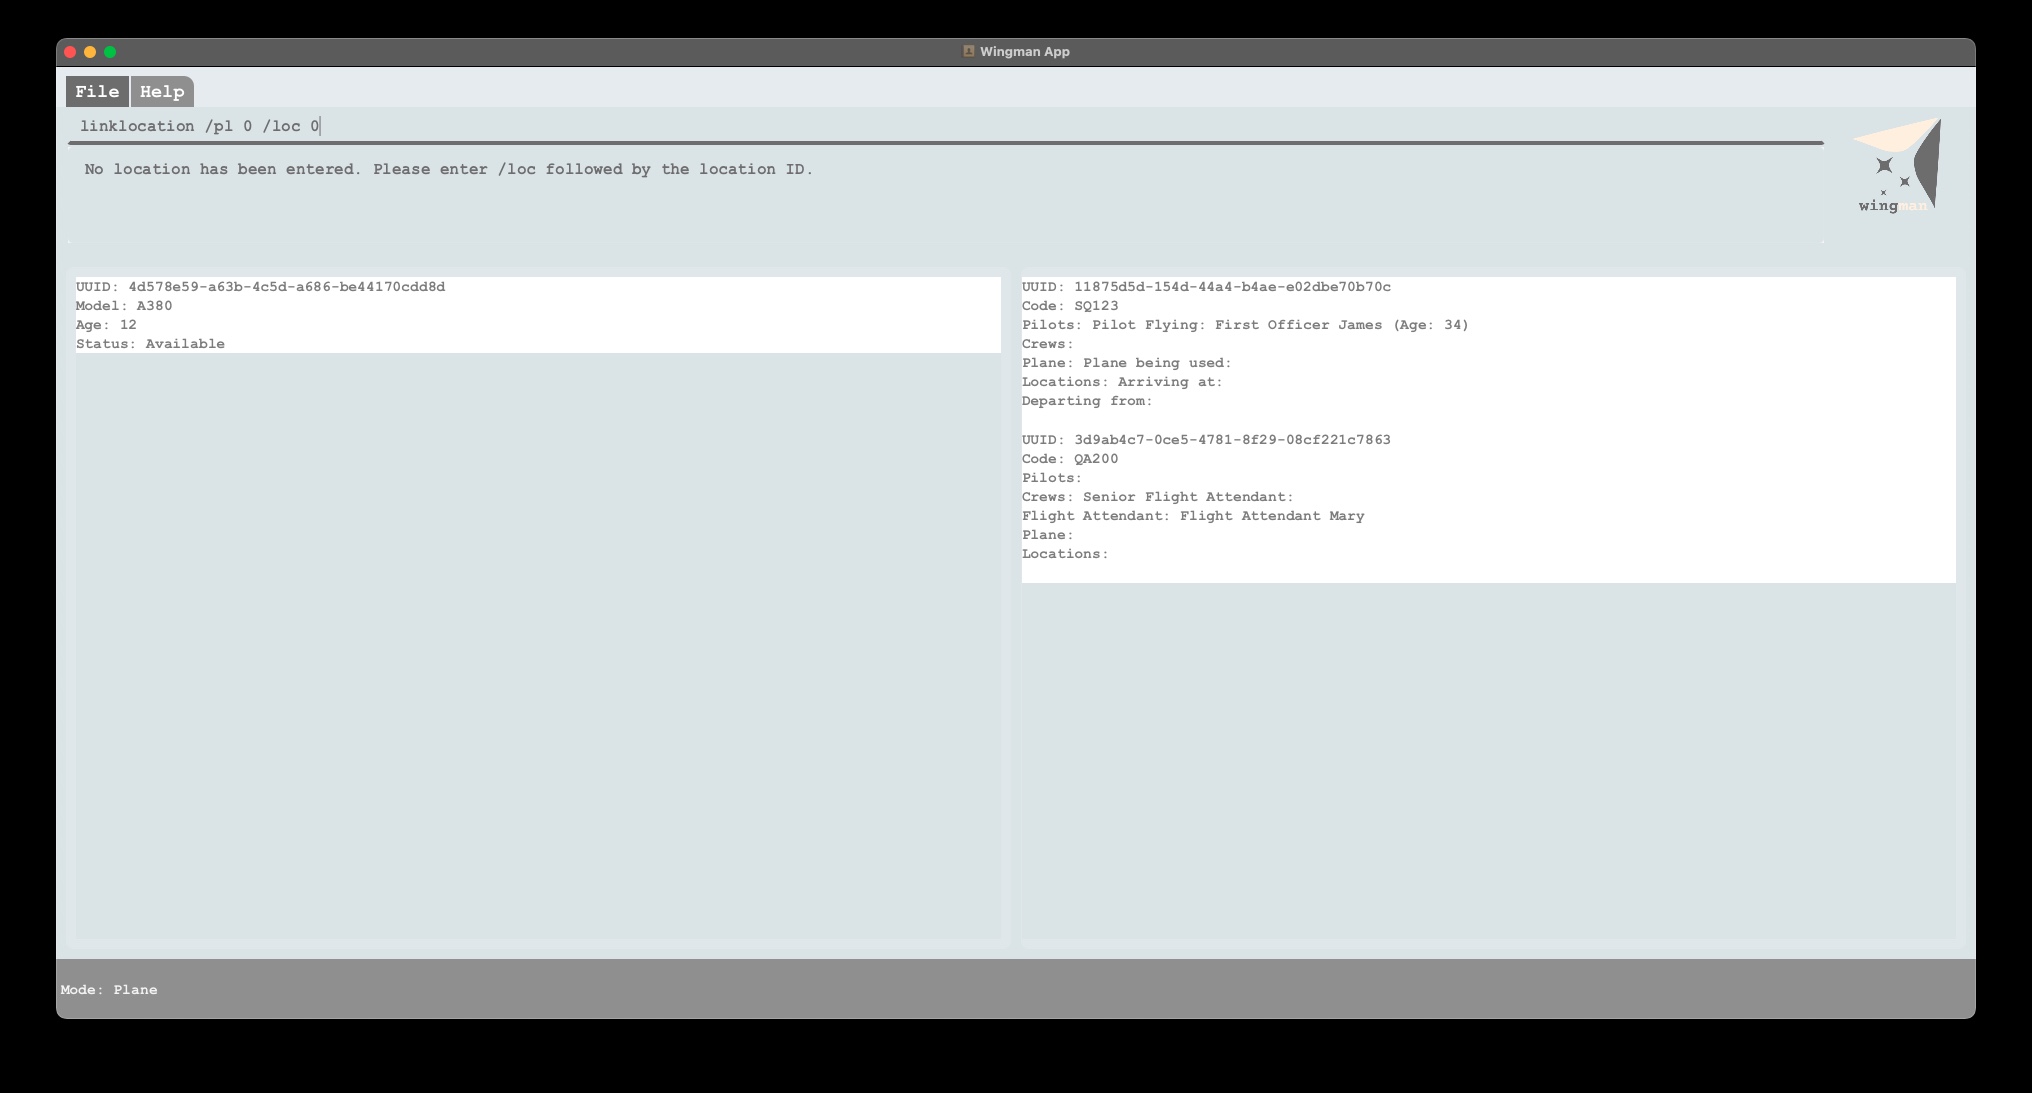 Wingman App
File Help
linklocation /pl 0 /loc 0
No location has been entered. Please enter /loc followed by the location ID.
wingman
UUID: 4d578e59-a63b-4c5d-a686-be44170cdd8d
Model: A380
Age: 12
Status: Available
UUID: 11875d5d-154d-44a4-b4ae-e02dbe70b70c
Code: SQ123
Pilots: Pilot Flying: First Officer James (Age: 34)
Crews:
Plane: Plane being used:
Locations: Arriving at:
Departing from:
UUID: 3d9ab4c7-0ce5-4781-8f29-08cf221c7863
Code: QA200
Pilots:
Crews: Senior Flight Attendant:
Flight Attendant: Flight Attendant Mary
Plane:
Locations:
Mode: Plane